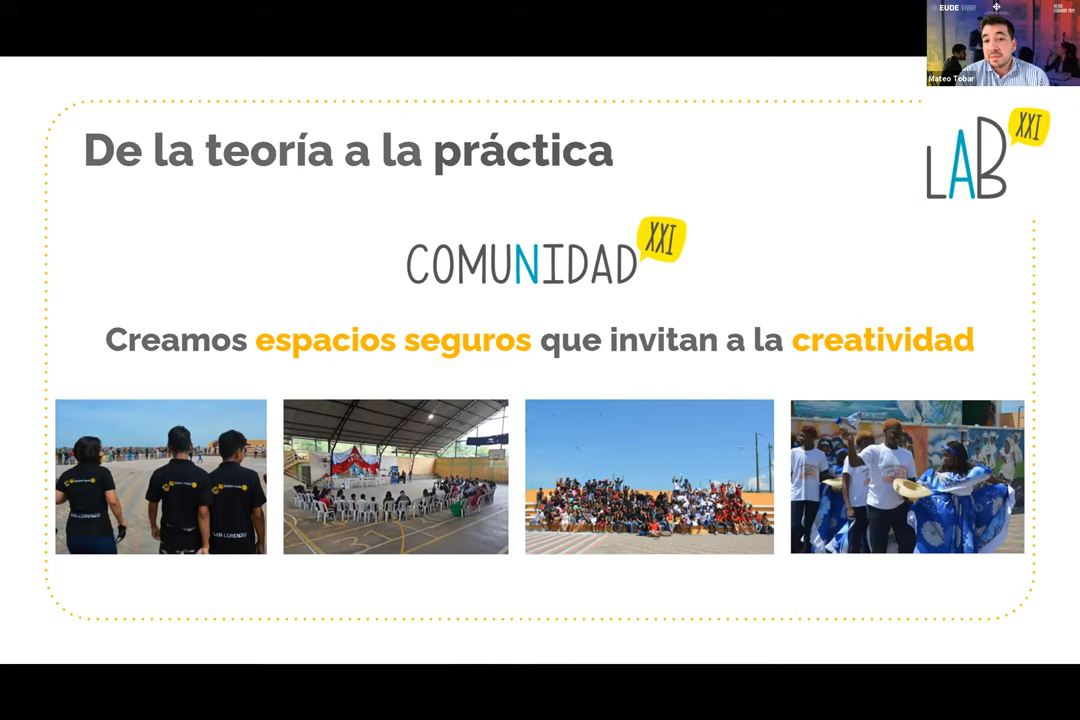 EUDE
Mateo Tobar
De la teoría a la práctica
LAB XXI
COMUNIDAD XXI
Creamos espacios seguros que invitan a la creatividad
SAN LORENZO
SAN LORENZO